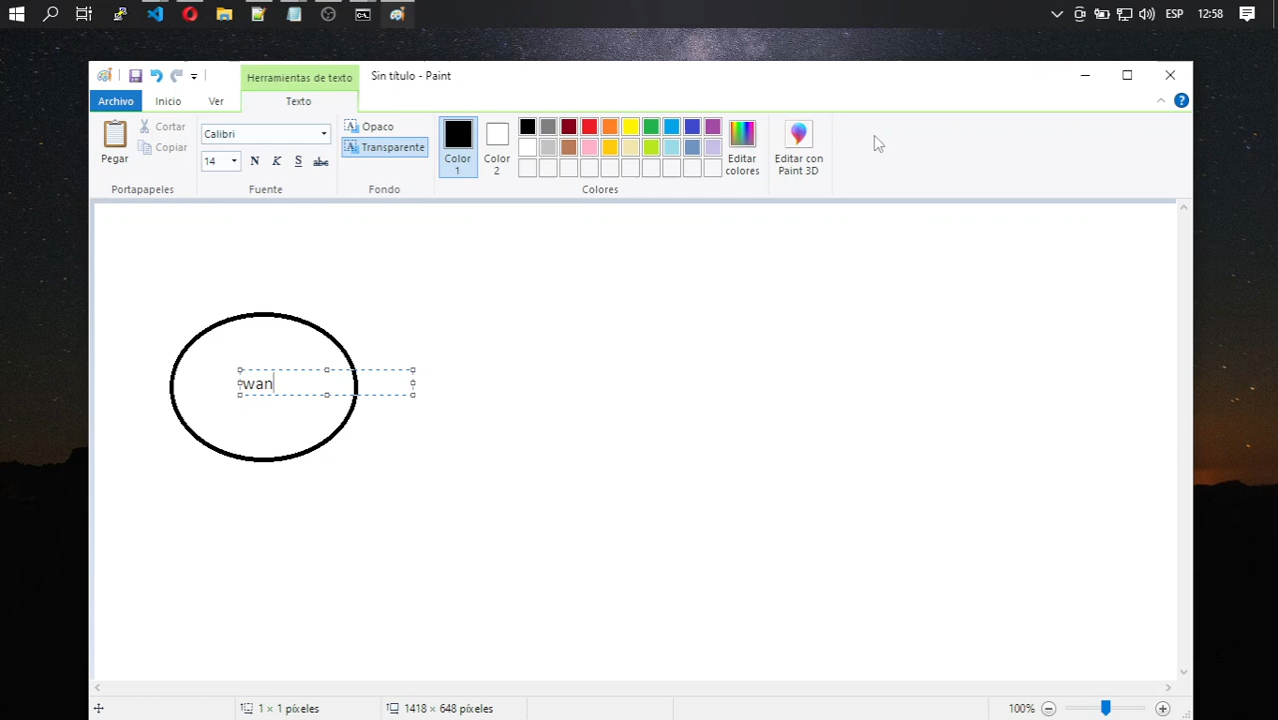 ESP 12:58
Herramientas de texto Sin título - Paint
Archivo Inicio Ver Texto
Pegar Cortar Copiar
Portapapeles
Calibri
14 N K S abc
Fuente
Opaco
Transparente
Fondo
Color 1
Color 2
Editar colores
Colores
Editar con Paint 3D
wan
1 × 1 píxeles 1418 × 648 píxeles 100%